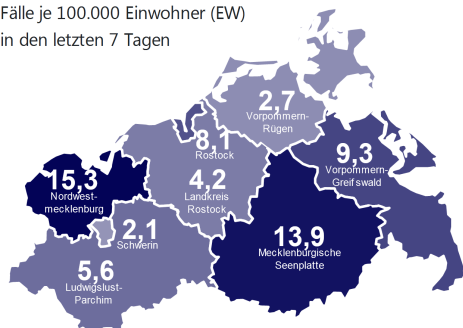 Fälle je 100.000 Einwohner (EW)
in den letzten 7 Tagen
2,7
Vorpommern-
Rügen
8,1
Rostock
9,3
Vorpommern-
Greifswald
15,3
Nordwest-
mecklenburg
4,2
Landkreis
Rostock
2,1
Schwerin
13,9
Mecklenburgische
Seenplatte
5,6
Ludwigslust-
Parchim